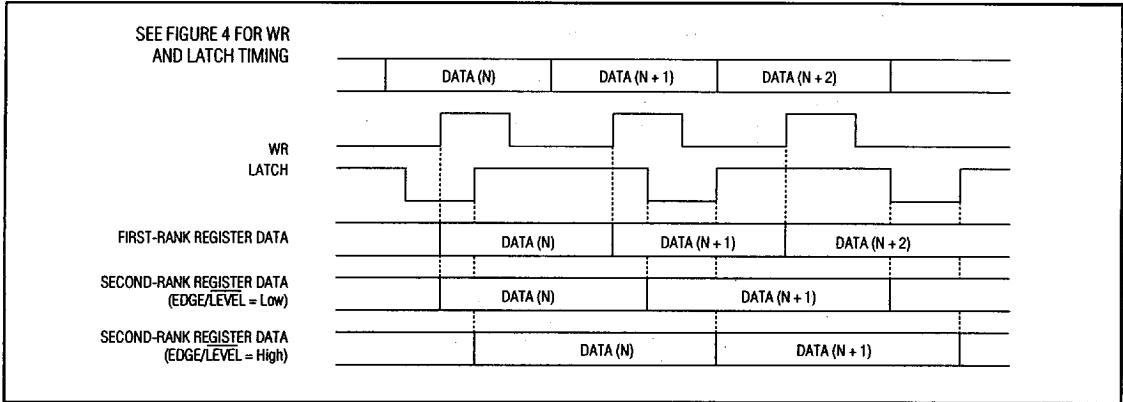 SEE FIGURE 4 FOR WR
AND LATCH TIMING
DATA (N) DATA (N + 1) DATA (N + 2)
WR
LATCH
FIRST-RANK REGISTER DATA DATA (N) DATA (N + 1) DATA (N + 2)
SECOND-RANK REGISTER DATA
(EDGE/LEVEL = Low) DATA (N) DATA (N + 1)
SECOND-RANK REGISTER DATA
(EDGE/LEVEL = High) DATA (N) DATA (N + 1)